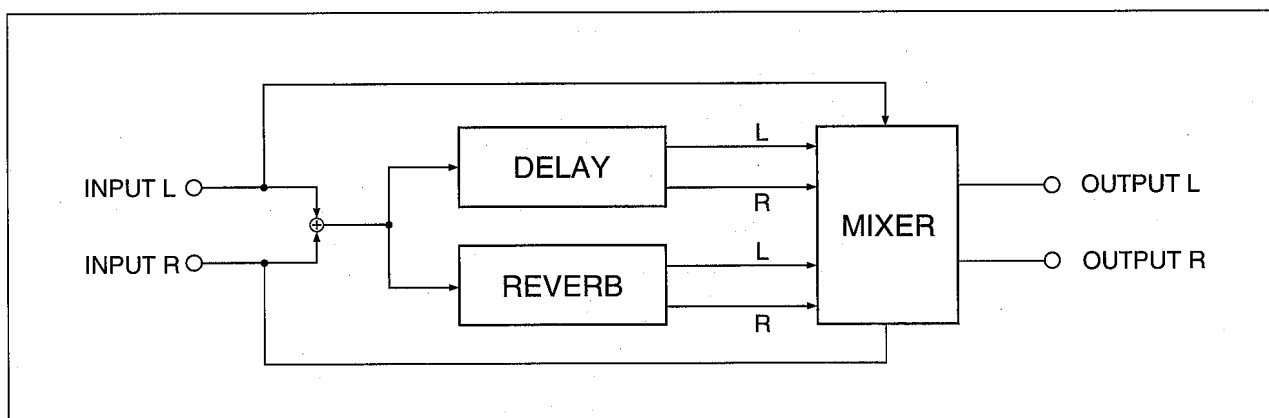 INPUT L
INPUT R
DELAY
L
R
REVERB
L
R
MIXER
OUTPUT L
OUTPUT R